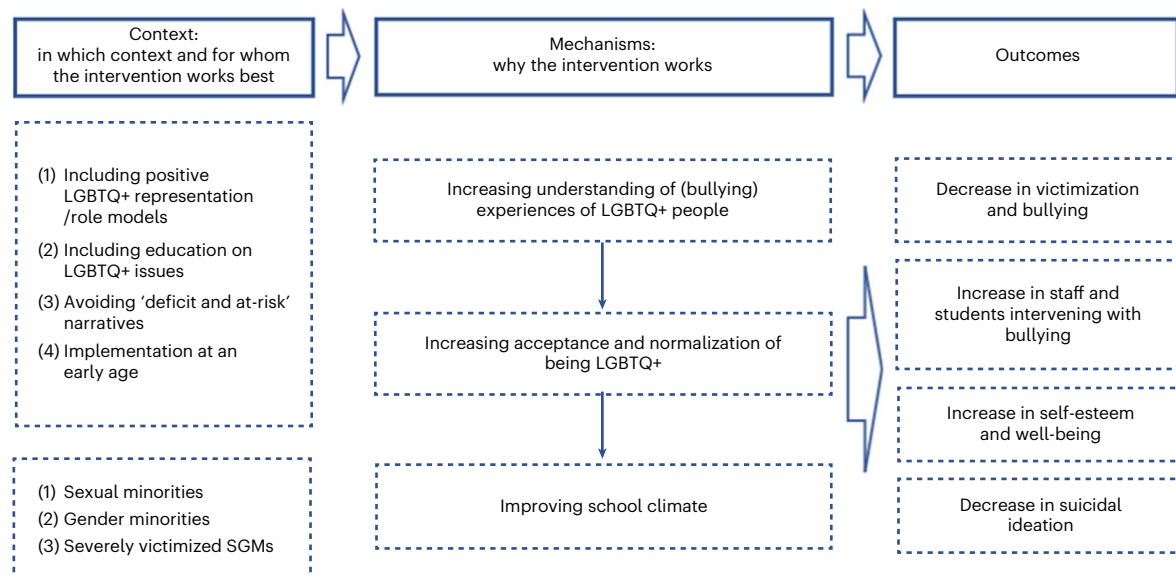 Context:
in which context and for whom
the intervention works best
Mechanisms:
why the intervention works
Outcomes
(1) Including positive
LGBTQ+ representation
/role models
(2) Including education on
LGBTQ+ issues
(3) Avoiding ‘deficit and at-risk’
narratives
(4) Implementation at an
early age
(1) Sexual minorities
(2) Gender minorities
(3) Severely victimized SGMs
Increasing understanding of (bullying)
experiences of LGBTQ+ people
Increasing acceptance and normalization of
being LGBTQ+
Improving school climate
Decrease in victimization
and bullying
Increase in staff and
students intervening with
bullying
Increase in self-esteem
and well-being
Decrease in suicidal
ideation